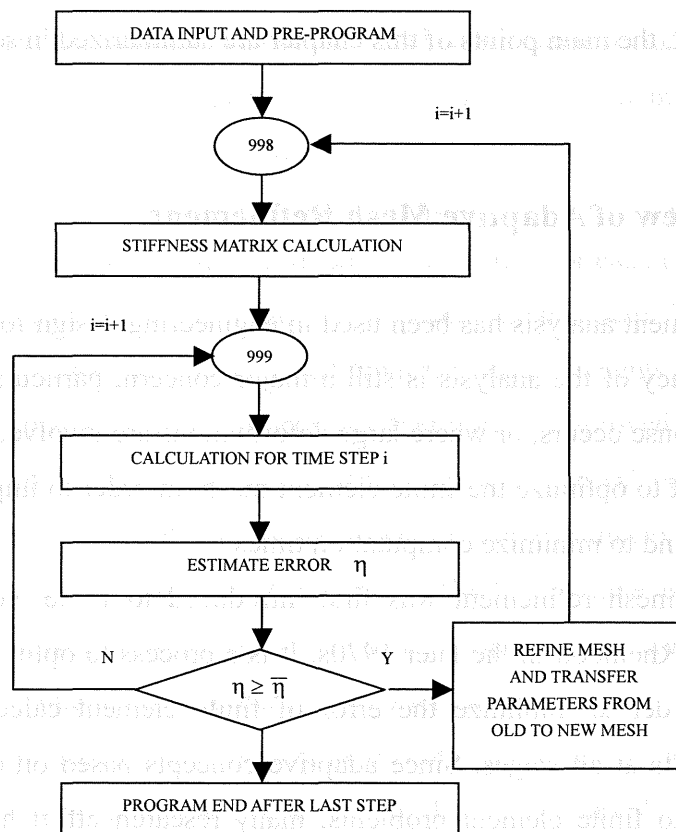 DATA INPUT AND PRE-PROGRAM
i=i+1
998
STIFFNESS MATRIX CALCULATION
i=i+1
999
CALCULATION FOR TIME STEP i
ESTIMATE ERROR η
N
Y
η ≥ η̅
REFINE MESH
AND TRANSFER
PARAMETERS FROM
OLD TO NEW MESH
PROGRAM END AFTER LAST STEP